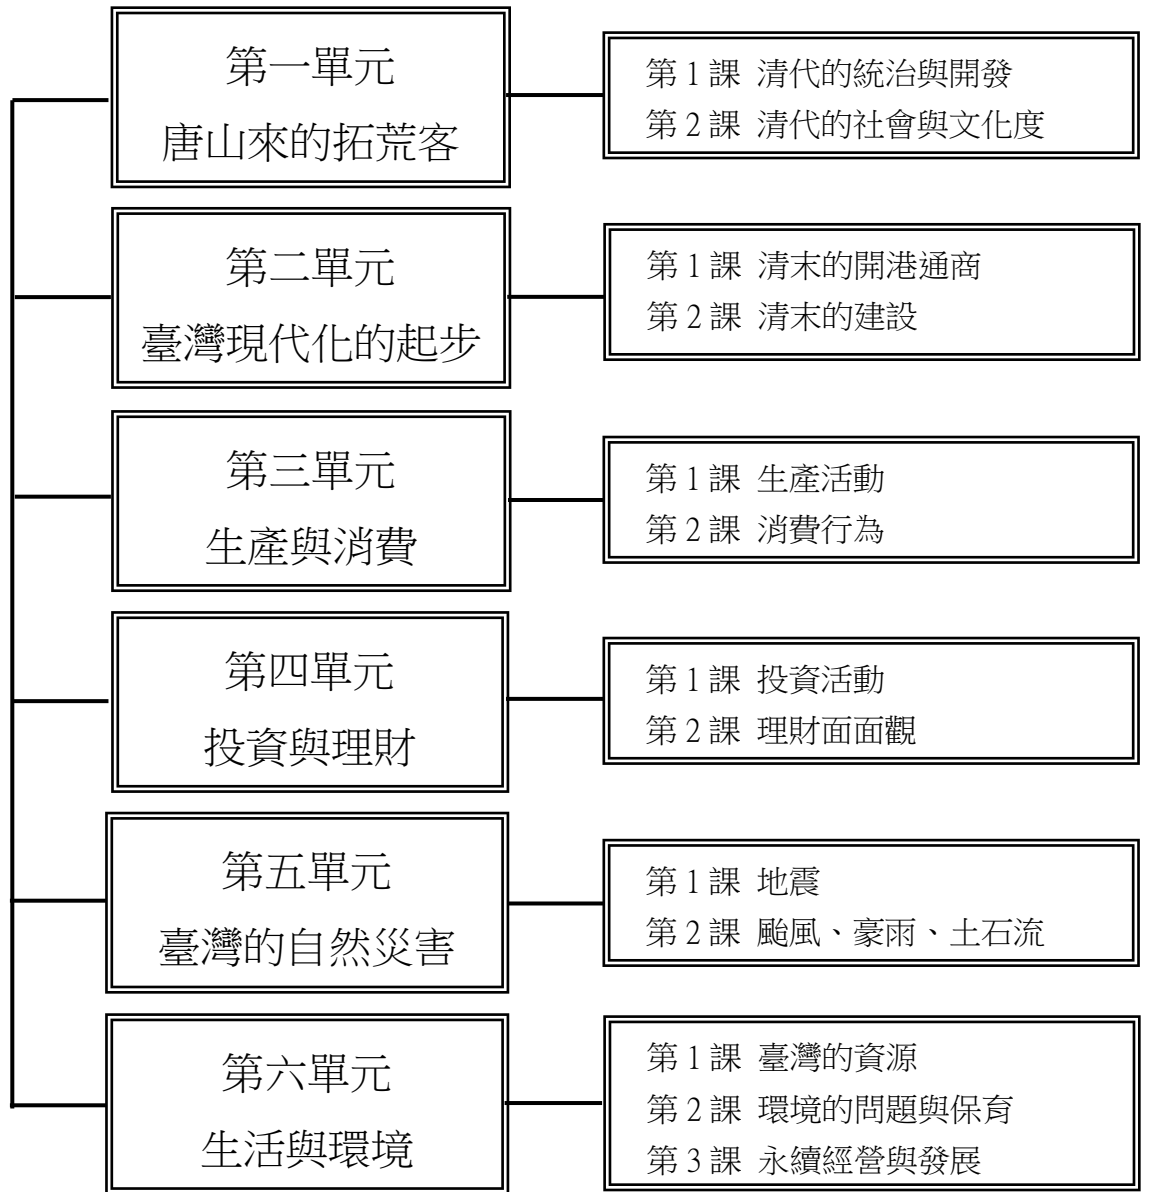 第一單元
唐山來的拓荒客
第 1 課 清代的統治與開發
第 2 課 清代的社會與文化度
第二單元
臺灣現代化的起步
第 1 課 清末的開港通商
第 2 課 清末的建設
第三單元
生產與消費
第 1 課 生產活動
第 2 課 消費行為
第四單元
投資與理財
第 1 課 投資活動
第 2 課 理財面面觀
第五單元
臺灣的自然災害
第 1 課 地震
第 2 課 颱風、豪雨、土石流
第六單元
生活與環境
第 1 課 臺灣的資源
第 2 課 環境的問題與保育
第 3 課 永續經營與發展